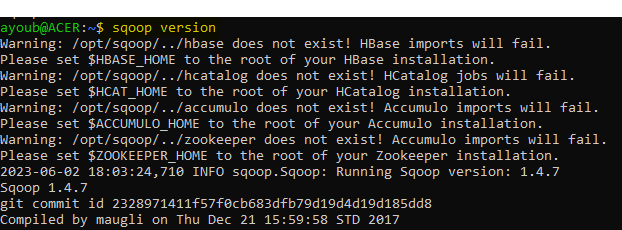 ayoub@ACER:~$ sqoop version
Warning: /opt/sqoop/../hbase does not exist! HBase imports will fail.
Please set $HBASE_HOME to the root of your HBase installation.
Warning: /opt/sqoop/../hcatalog does not exist! HCatalog jobs will fail.
Please set $HCAT_HOME to the root of your HCatalog installation.
Warning: /opt/sqoop/../accumulo does not exist! Accumulo imports will fail.
Please set $ACCUMULO_HOME to the root of your Accumulo installation.
Warning: /opt/sqoop/../zookeeper does not exist! Accumulo imports will fail.
Please set $ZOOKEEPER_HOME to the root of your Zookeeper installation.
2023-06-02 18:03:24,710 INFO sqoop.Sqoop: Running Sqoop version: 1.4.7
Sqoop 1.4.7
git commit id 2328971411f57f0cb683dfb79d19d4d19d185dd8
Compiled by maugli on Thu Dec 21 15:59:58 STD 2017